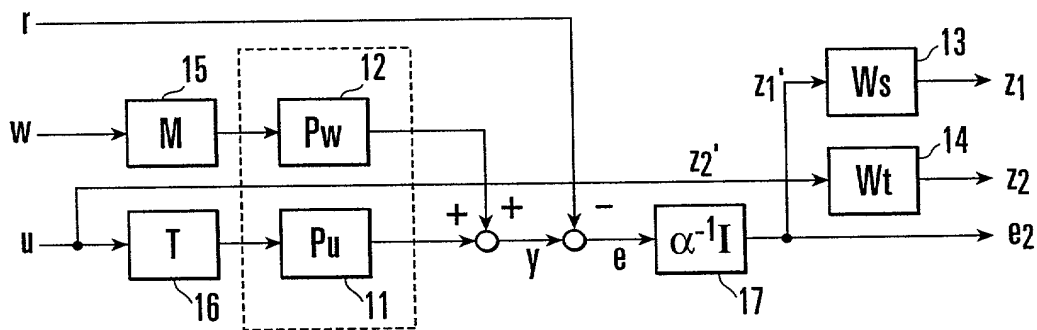 r
15
12
13
w
M
Pw
z1'
Ws
z1
14
z2'
Wt
z2
u
T
Pu
+
+
−
y
e
α⁻¹I
e2
16
11
17